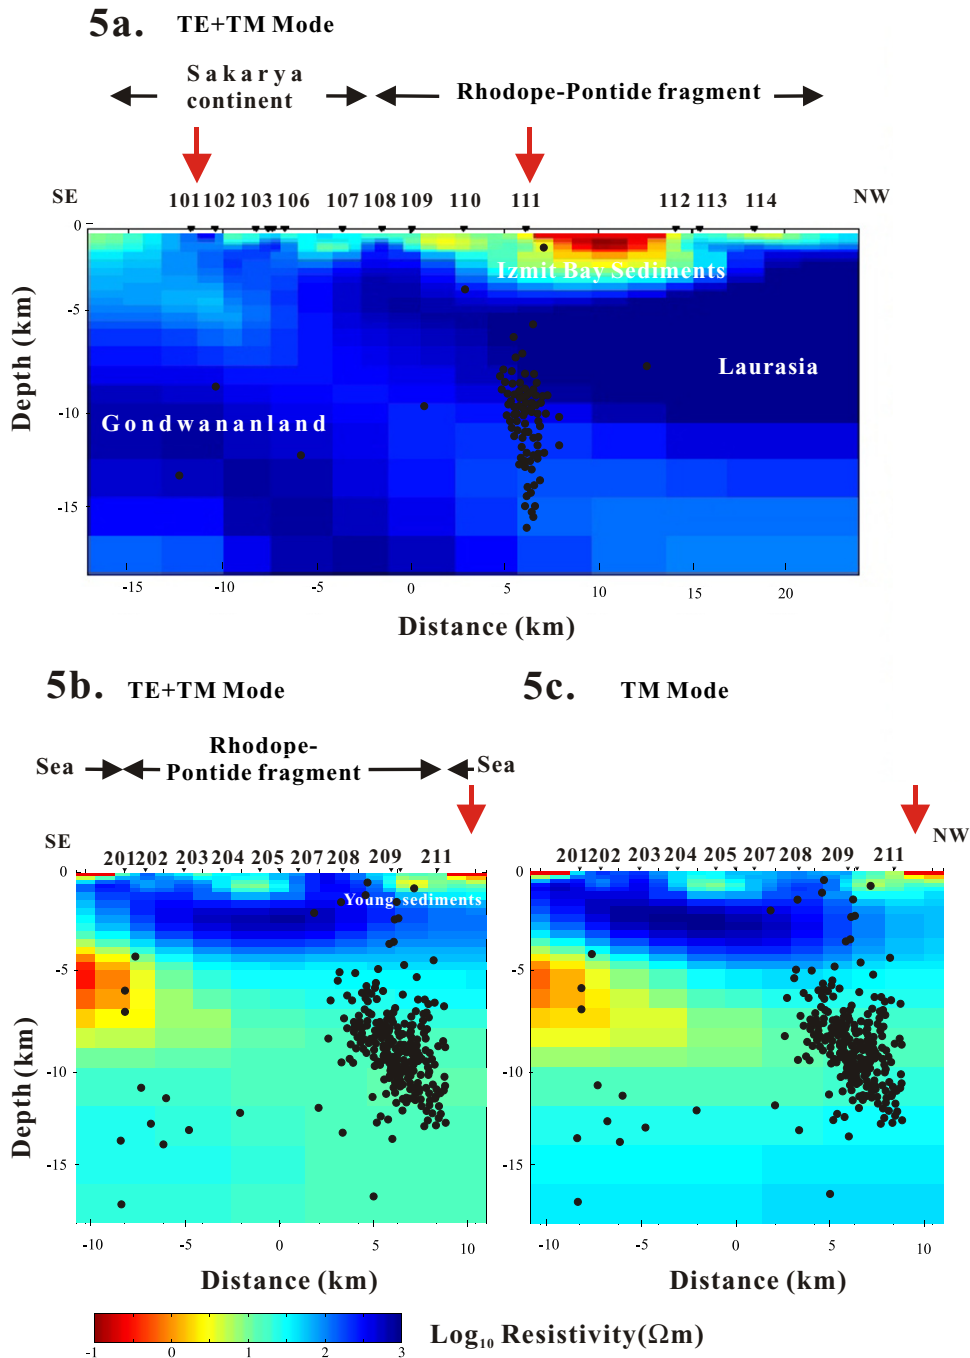 5a. TE+TM Mode
Sakarya
continent
Rhodope-Pontide fragment
SE
NW
101 102 103 106 107 108 109 110 111 112 113 114
0
-5
-10
-15
Depth (km)
Izmit Bay Sediments
Laurasia
Gondwananland
-15 -10 -5 0 5 10 15 20
Distance (km)
5b. TE+TM Mode
Sea
Rhodope-
Pontide fragment
Sea
SE
201 202 203 204 205 207 208 209 211
0
-5
-10
-15
Depth (km)
Young sediments
-10 -5 0 5 10
Distance (km)
5c. TM Mode
NW
201 202 203 204 205 207 208 209 211
0
-5
-10
-15
-10 -5 0 5 10
Distance (km)
-1 0 1 2 3
Log₁₀ Resistivity(Ωm)